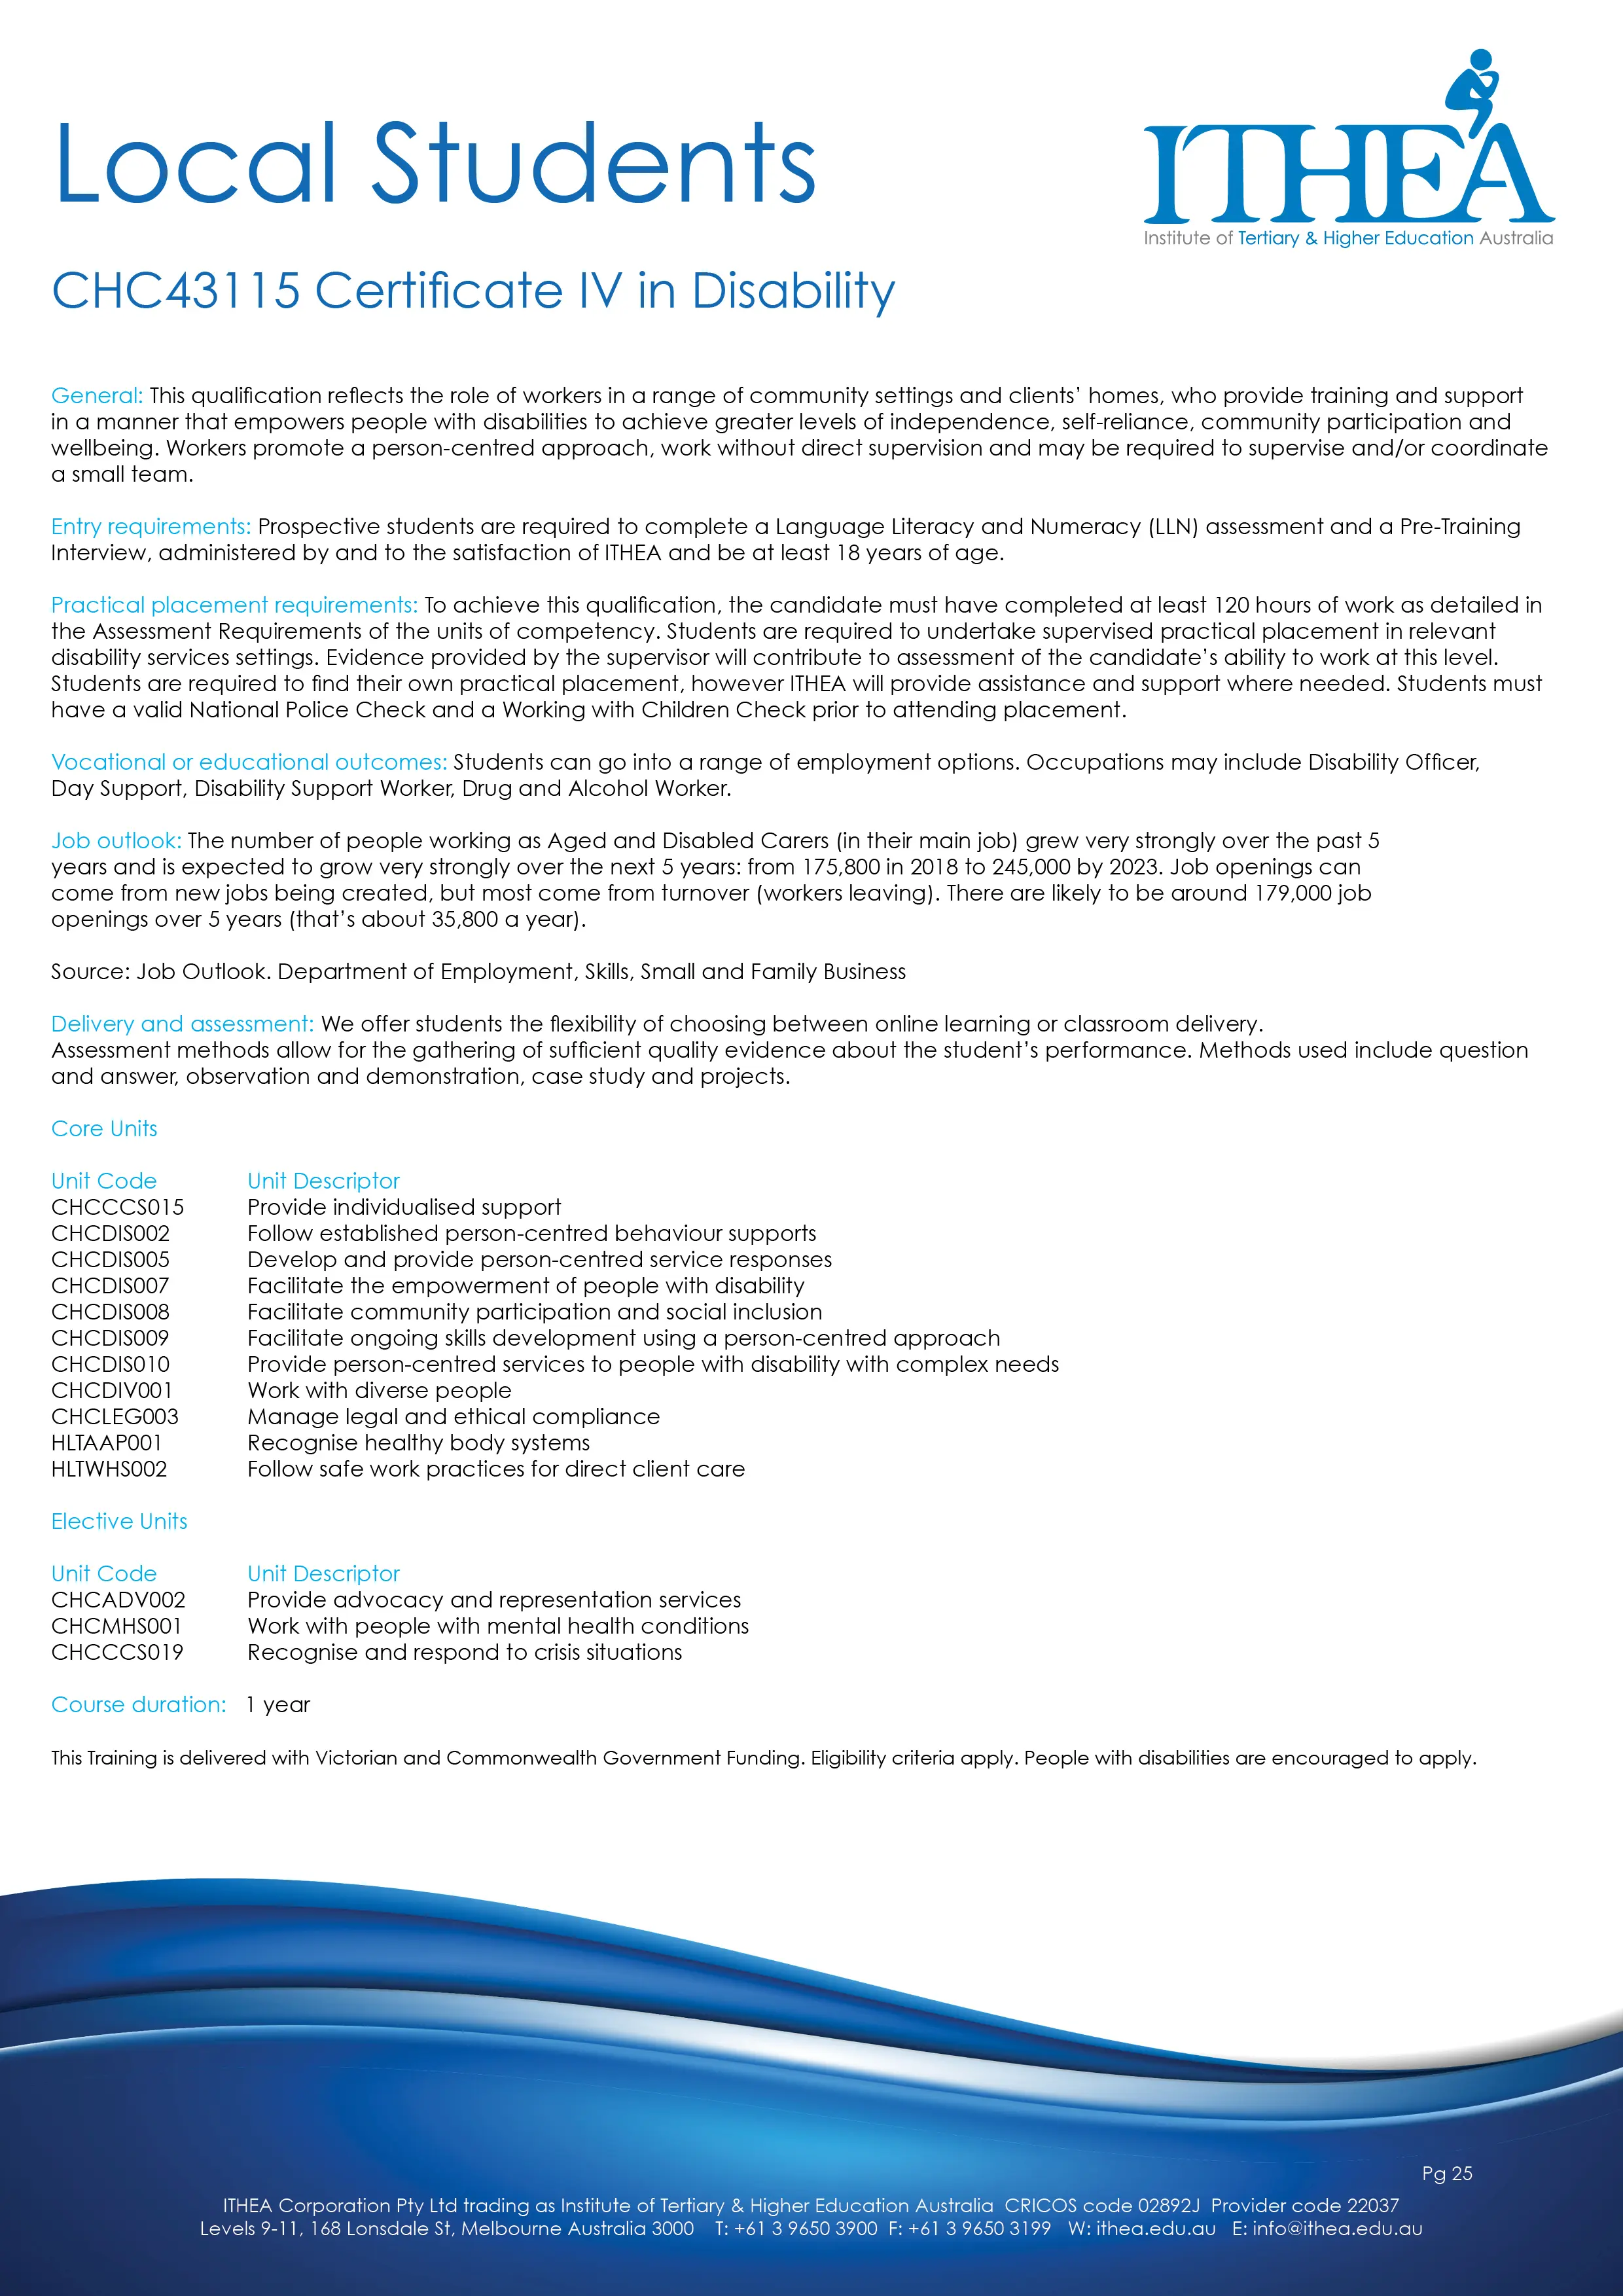 Local Students
ITHEA
Institute of Tertiary & Higher Education Australia
CHC43115 Certificate IV in Disability
General: This qualification reflects the role of workers in a range of community settings and clients’ homes, who provide training and support
in a manner that empowers people with disabilities to achieve greater levels of independence, self-reliance, community participation and
wellbeing. Workers promote a person-centred approach, work without direct supervision and may be required to supervise and/or coordinate
a small team.
Entry requirements: Prospective students are required to complete a Language Literacy and Numeracy (LLN) assessment and a Pre-Training
Interview, administered by and to the satisfaction of ITHEA and be at least 18 years of age.
Practical placement requirements: To achieve this qualification, the candidate must have completed at least 120 hours of work as detailed in
the Assessment Requirements of the units of competency. Students are required to undertake supervised practical placement in relevant
disability services settings. Evidence provided by the supervisor will contribute to assessment of the candidate’s ability to work at this level.
Students are required to find their own practical placement, however ITHEA will provide assistance and support where needed. Students must
have a valid National Police Check and a Working with Children Check prior to attending placement.
Vocational or educational outcomes: Students can go into a range of employment options. Occupations may include Disability Officer,
Day Support, Disability Support Worker, Drug and Alcohol Worker.
Job outlook: The number of people working as Aged and Disabled Carers (in their main job) grew very strongly over the past 5
years and is expected to grow very strongly over the next 5 years: from 175,800 in 2018 to 245,000 by 2023. Job openings can
come from new jobs being created, but most come from turnover (workers leaving). There are likely to be around 179,000 job
openings over 5 years (that’s about 35,800 a year).
Source: Job Outlook. Department of Employment, Skills, Small and Family Business
Delivery and assessment: We offer students the flexibility of choosing between online learning or classroom delivery.
Assessment methods allow for the gathering of sufficient quality evidence about the student’s performance. Methods used include question
and answer, observation and demonstration, case study and projects.
Core Units
Unit Code Unit Descriptor
CHCCCS015 Provide individualised support
CHCDIS002 Follow established person-centred behaviour supports
CHCDIS005 Develop and provide person-centred service responses
CHCDIS007 Facilitate the empowerment of people with disability
CHCDIS008 Facilitate community participation and social inclusion
CHCDIS009 Facilitate ongoing skills development using a person-centred approach
CHCDIS010 Provide person-centred services to people with disability with complex needs
CHCDIV001 Work with diverse people
CHCLEG003 Manage legal and ethical compliance
HLTAAP001 Recognise healthy body systems
HLTWHS002 Follow safe work practices for direct client care
Elective Units
Unit Code Unit Descriptor
CHCADV002 Provide advocacy and representation services
CHCMHS001 Work with people with mental health conditions
CHCCCS019 Recognise and respond to crisis situations
Course duration: 1 year
This Training is delivered with Victorian and Commonwealth Government Funding. Eligibility criteria apply. People with disabilities are encouraged to apply.
Pg 25
ITHEA Corporation Pty Ltd trading as Institute of Tertiary & Higher Education Australia CRICOS code 02892J Provider code 22037
Levels 9-11, 168 Lonsdale St, Melbourne Australia 3000 T: +61 3 9650 3900 F: +61 3 9650 3199 W: ithea.edu.au E: info@ithea.edu.au